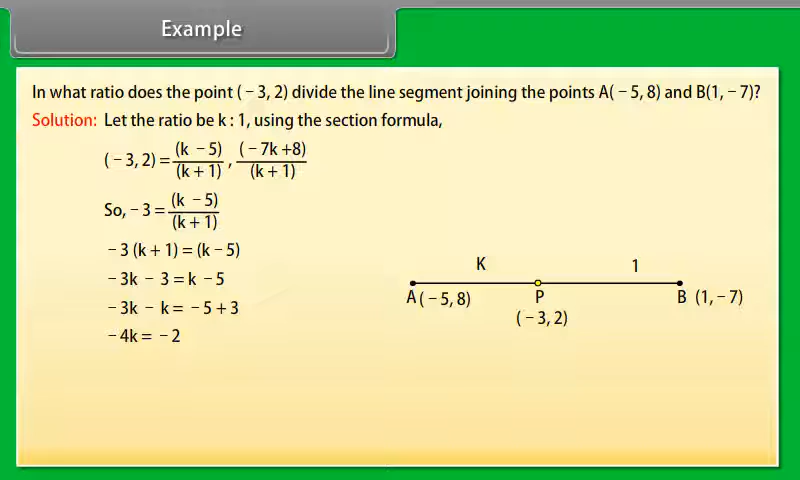 Example
In what ratio does the point (−3, 2) divide the line segment joining the points A(−5, 8) and B(1, −7)?
Solution: Let the ratio be k : 1, using the section formula,
(−3, 2) = (k − 5)/(k + 1) , (−7k +8)/(k + 1)
So, −3 = (k − 5)/(k + 1)
−3 (k + 1) = (k − 5)
−3k − 3 = k − 5
−3k − k = −5 + 3
−4k = −2
K 1
A (−5, 8) P B (1, −7)
(−3, 2)